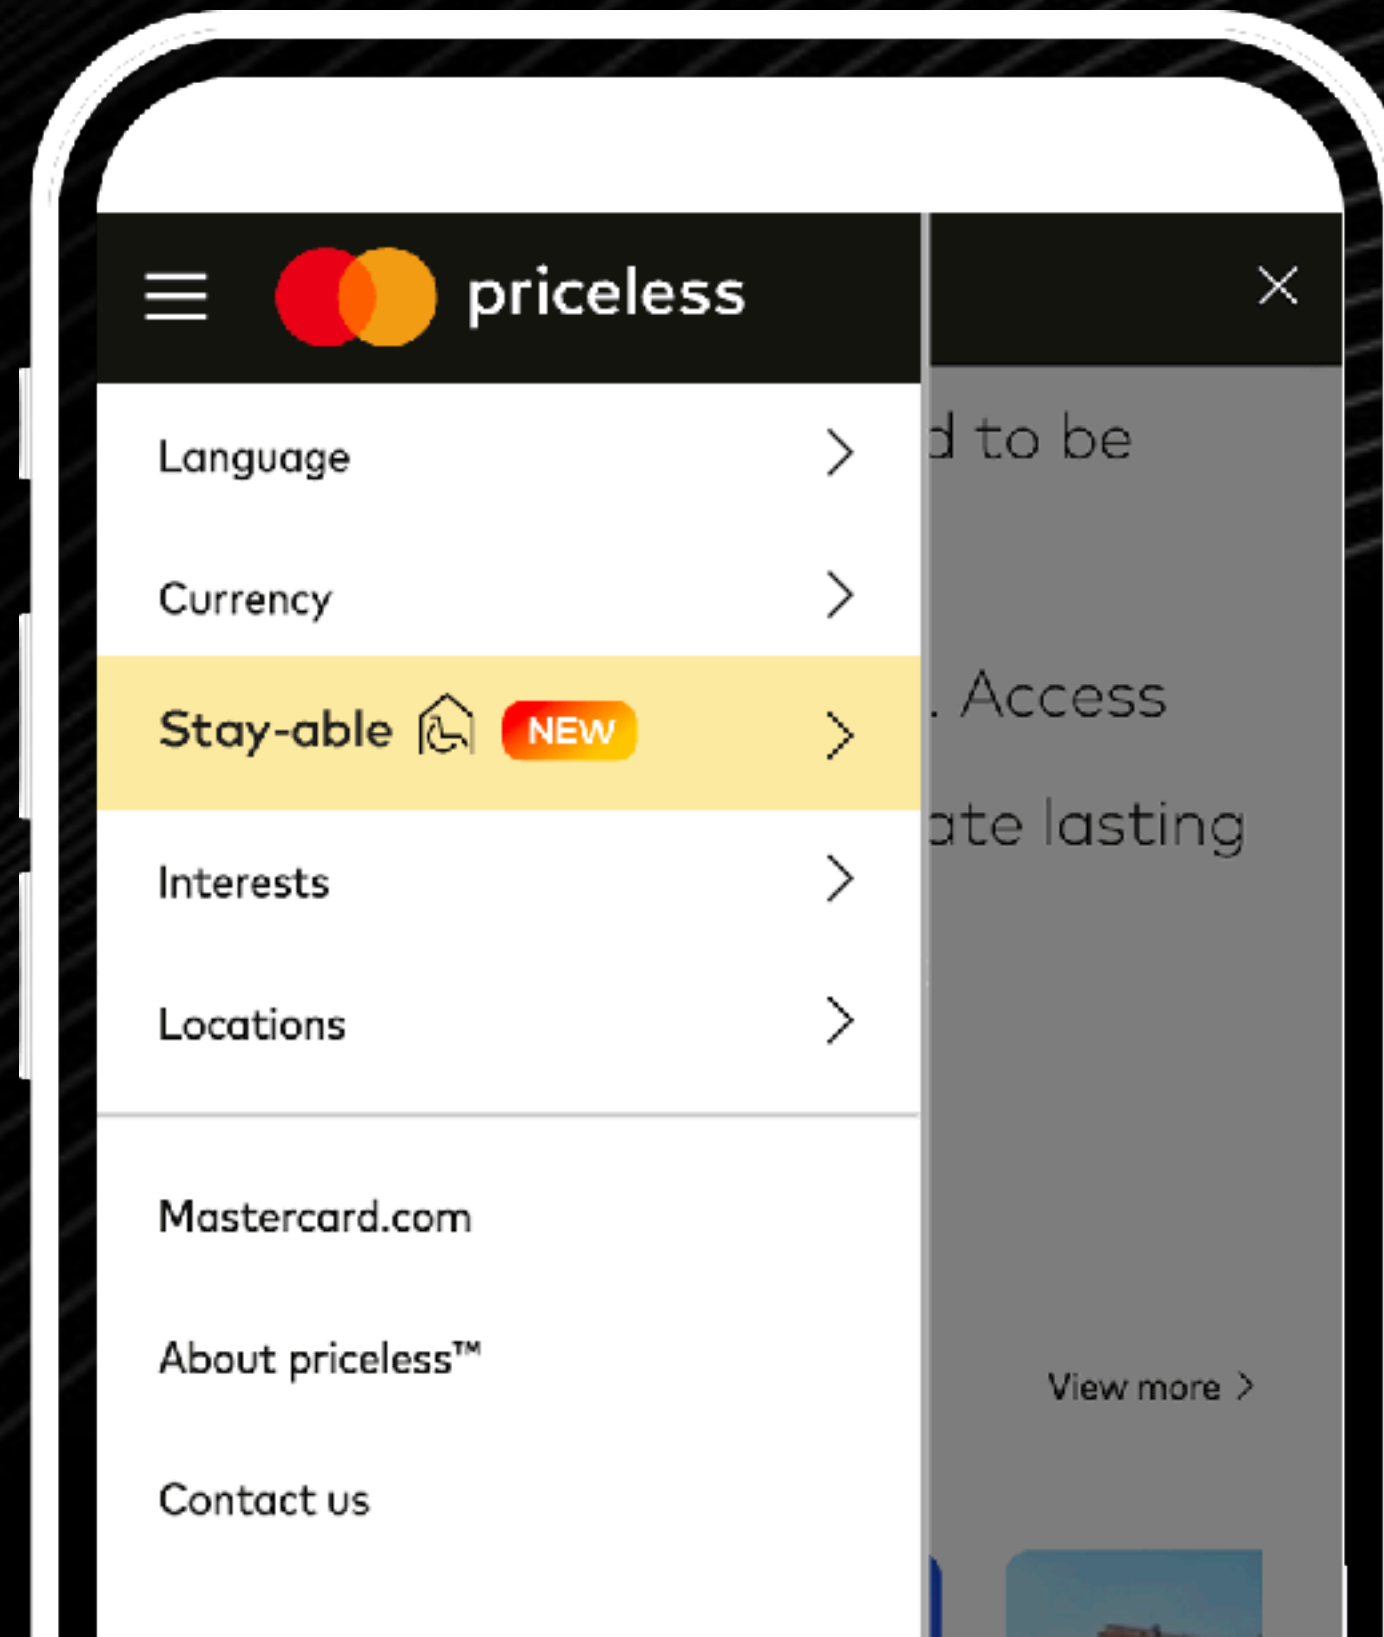 priceless
Language
Currency
Stay-able NEW
Interests
Locations
Mastercard.com
About priceless™
Contact us
d to be
. Access
ate lasting
View more